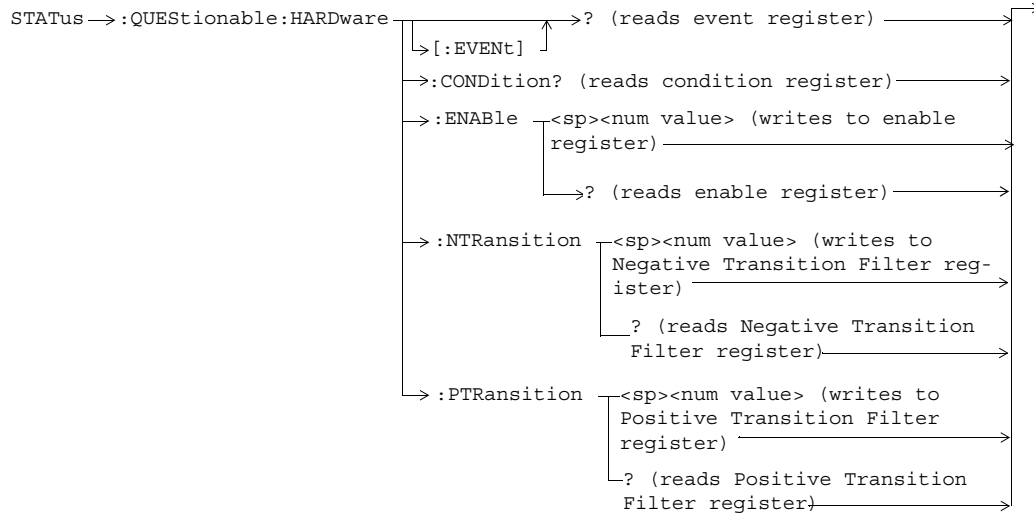 STATus :QUEStionable:HARDware ? (reads event register)
[:EVENt]
:CONDition? (reads condition register)
:ENABle <sp><num value> (writes to enable
register)
? (reads enable register)
:NTRansition <sp><num value> (writes to
Negative Transition Filter reg-
ister)
? (reads Negative Transition
Filter register)
:PTRansition <sp><num value> (writes to
Positive Transition Filter
register)
? (reads Positive Transition
Filter register)